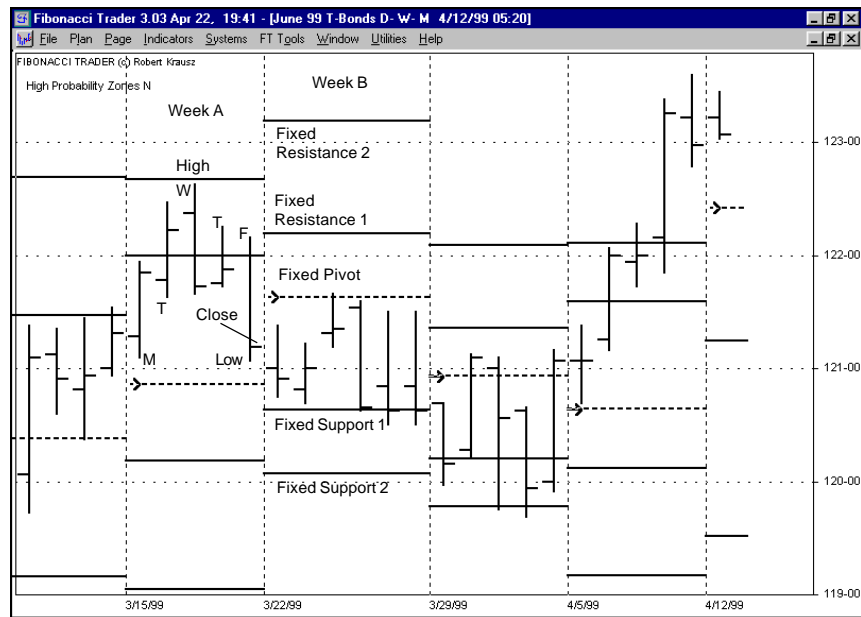 Fibonacci Trader 3.03 Apr 22, 19:41 - [June 99 T-Bonds D- W- M 4/12/99 05:20]
File Plan Page Indicators Systems FT Tools Window Utilities Help
FIBONACCI TRADER (c) Robert Krausz
High Probability Zones N
Week A
Week B
Fixed
Resistance 2
High
W
Fixed
Resistance 1
T
F
Fixed Pivot
T
Close
M
Low
Fixed Support 1
Fixed Support 2
123-00
122-00
121-00
120-00
119-00
3/15/99
3/22/99
3/29/99
4/5/99
4/12/99